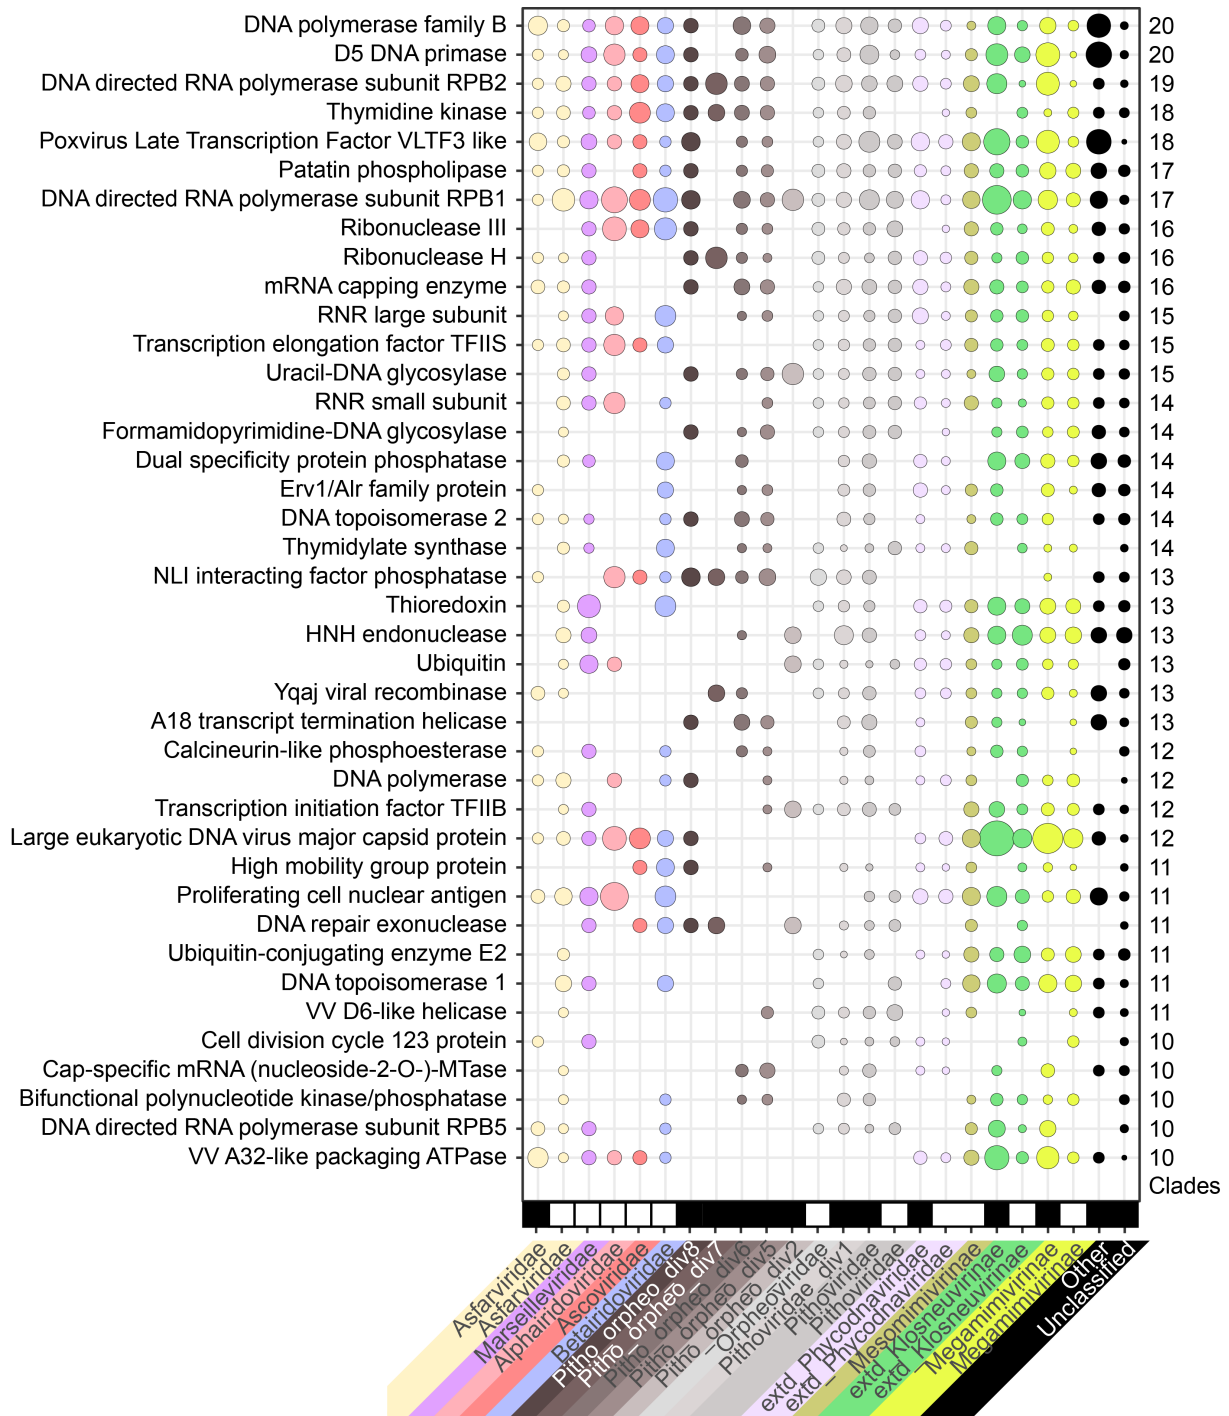 DNA polymerase family B 20
D5 DNA primase 20
DNA directed RNA polymerase subunit RPB2 19
Thymidine kinase 18
Poxvirus Late Transcription Factor VLTF3 like 18
Patatin phospholipase 17
DNA directed RNA polymerase subunit RPB1 17
Ribonuclease III 16
Ribonuclease H 16
mRNA capping enzyme 16
RNR large subunit 15
Transcription elongation factor TFIIS 15
Uracil-DNA glycosylase 15
RNR small subunit 14
Formamidopyrimidine-DNA glycosylase 14
Dual specificity protein phosphatase 14
Erv1/Alr family protein 14
DNA topoisomerase 2 14
Thymidylate synthase 14
NLI interacting factor phosphatase 13
Thioredoxin 13
HNH endonuclease 13
Ubiquitin 13
Yqaj viral recombinase 13
A18 transcript termination helicase 13
Calcineurin-like phosphoesterase 12
DNA polymerase 12
Transcription initiation factor TFIIB 12
Large eukaryotic DNA virus major capsid protein 12
High mobility group protein 11
Proliferating cell nuclear antigen 11
DNA repair exonuclease 11
Ubiquitin-conjugating enzyme E2 11
DNA topoisomerase 1 11
VV D6-like helicase 11
Cell division cycle 123 protein 10
Cap-specific mRNA (nucleoside-2-O-)-MTase 10
Bifunctional polynucleotide kinase/phosphatase 10
DNA directed RNA polymerase subunit RPB5 10
VV A32-like packaging ATPase 10
Clades
Asfarviridae
Asfarviridae
Marseilleviridae
Alphairidoviridae
Ascoviridae
Betairidoviridae
Pitho_orpheo_div8
Pitho_orpheo_div7
Pitho_orpheo_div6
Pitho_orpheo_div5
Pitho_orpheo_div2
Pitho_Orpheoviridae
Pithoviridae_div1
Pithoviridae
Pithoviridae
extd_Phycodnaviridae
extd_Phycodnaviridae
Mesomimivirinae
extd_Klosneuvirinae
extd_Klosneuvirinae
Megamimivirinae
Megamimivirinae
Other
Unclassified